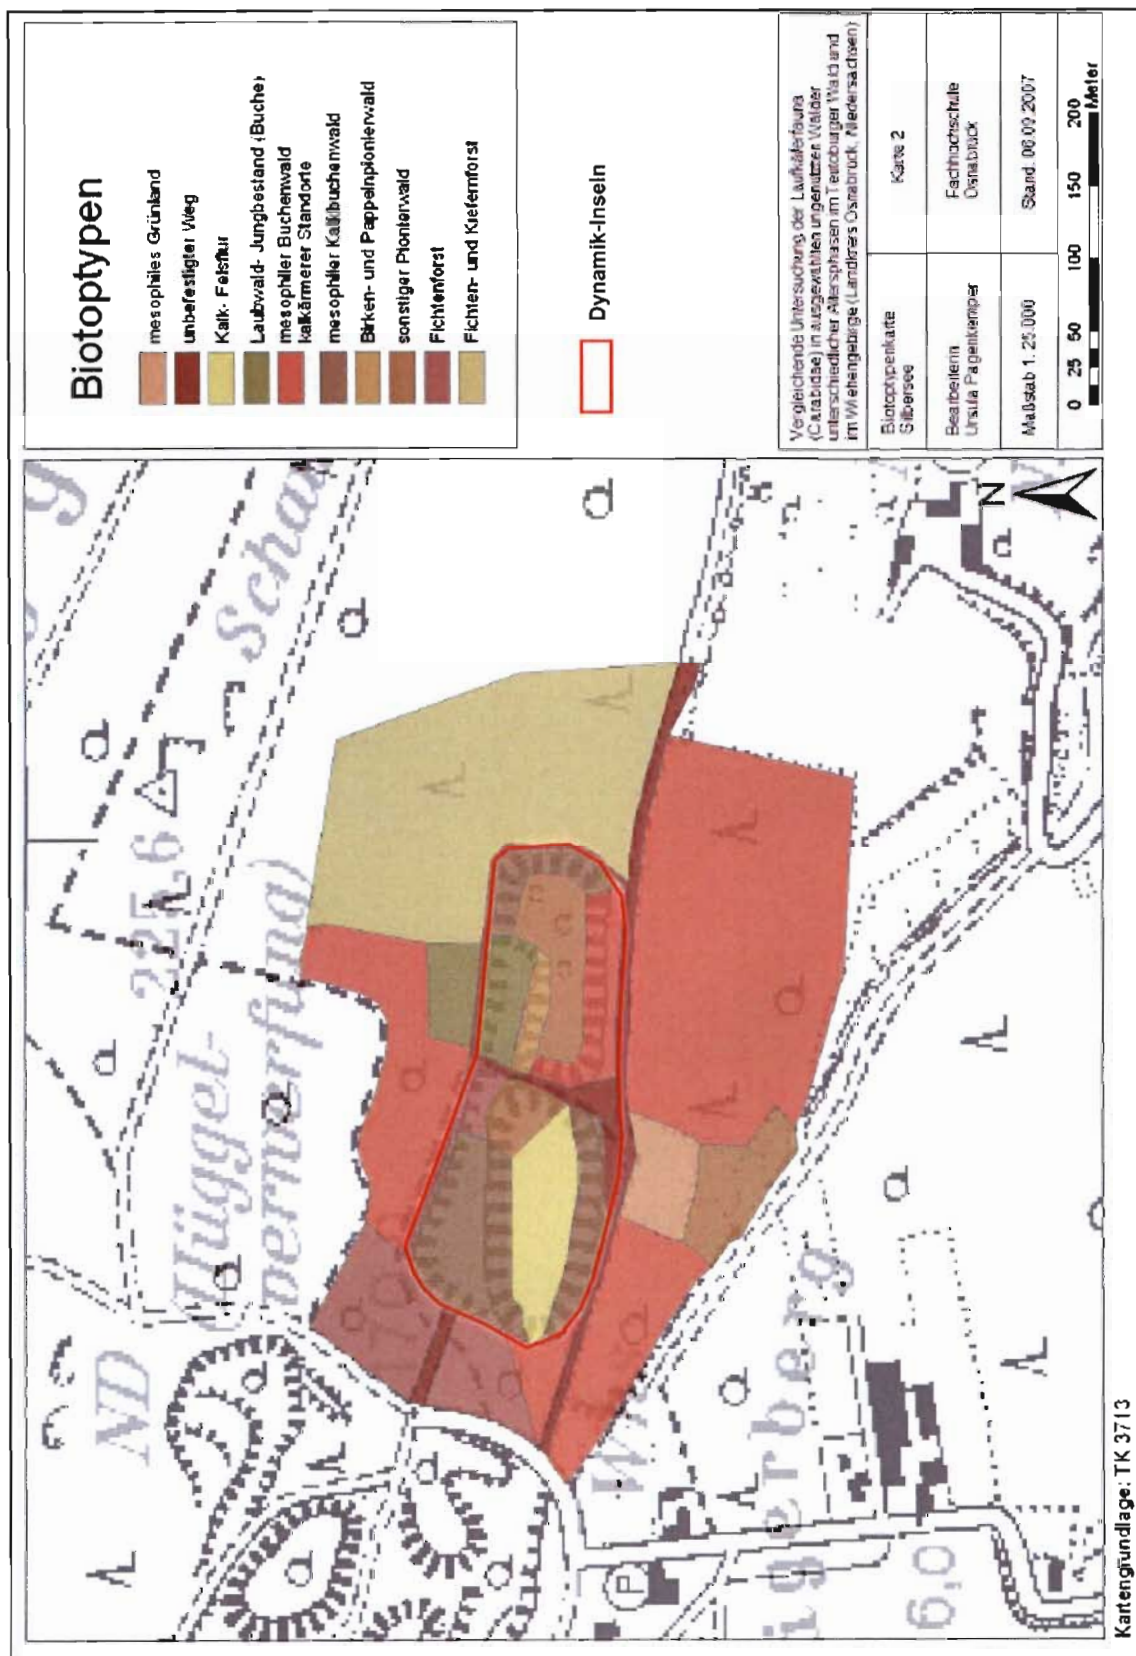 Biotoptypen
mesophiles Grünland
unbefestigter Weg
Kalk- Felsflur
Laubwald- Jungbestand (Buche)
mesophiler Buchenwald
kalkärmerer Standorte
mesophiler Kalkbuchenwald
Birken- und Pappelpionierwald
sonstiger Pionierwald
Fichtenforst
Fichten- und Kiefernforst
Dynamik-Inseln
Vergleichende Untersuchung der Laufkäferfauna
(Carabidae) in ausgewählten ungenutzten Wälder
unterschiedlicher Altersphasen im Teutoburger Wald und
im Wiehengebirge (Landkreis Osnabrück, Niedersachsen)
Biotoptypenkarte
Silbersee
Karte 2
Bearbeiterin
Ursula Pagenkemper
Fachhochschule
Osnabrück
Maßstab 1: 25.000
Stand: 06.09.2007
0 25 50 100 150 200
Meter
N
225,6
(Hüggel-
ND
P
6,0
Kartengrundlage: TK 3713